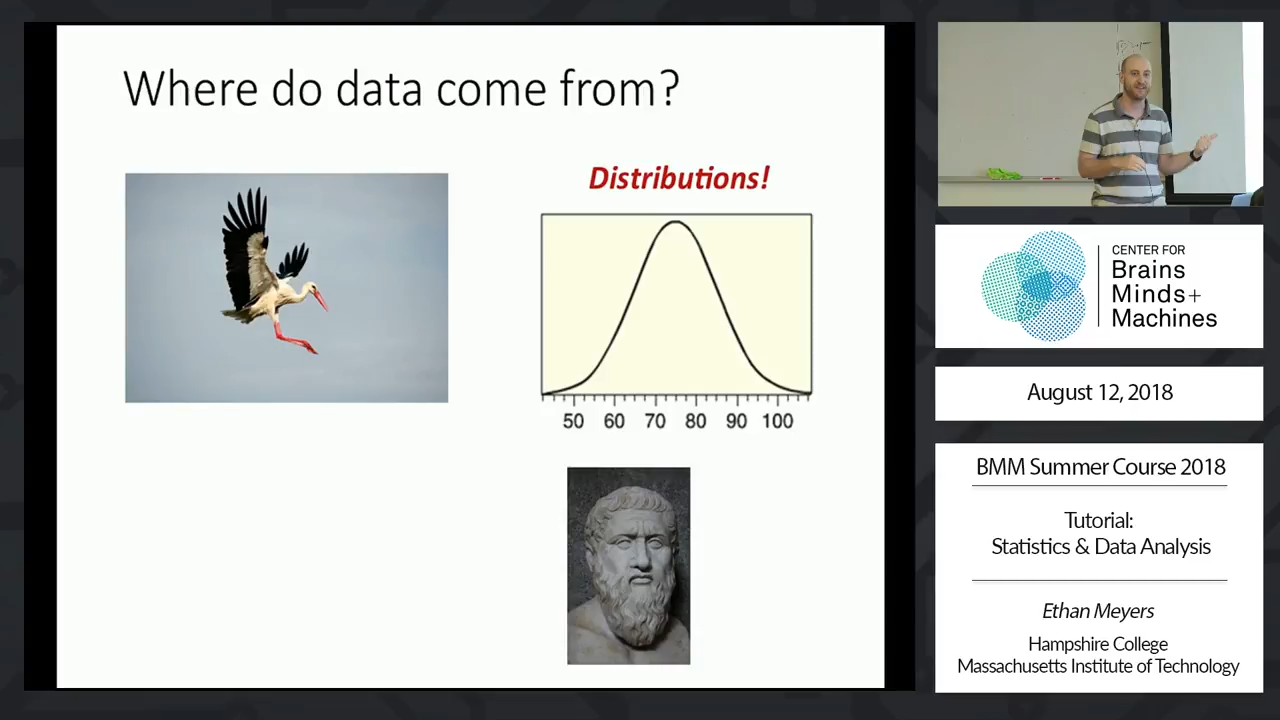 Where do data come from?
Distributions!
50 60 70 80 90 100
CENTER FOR
Brains
Minds+
Machines
August 12, 2018
BMM Summer Course 2018
Tutorial:
Statistics & Data Analysis
Ethan Meyers
Hampshire College
Massachusetts Institute of Technology